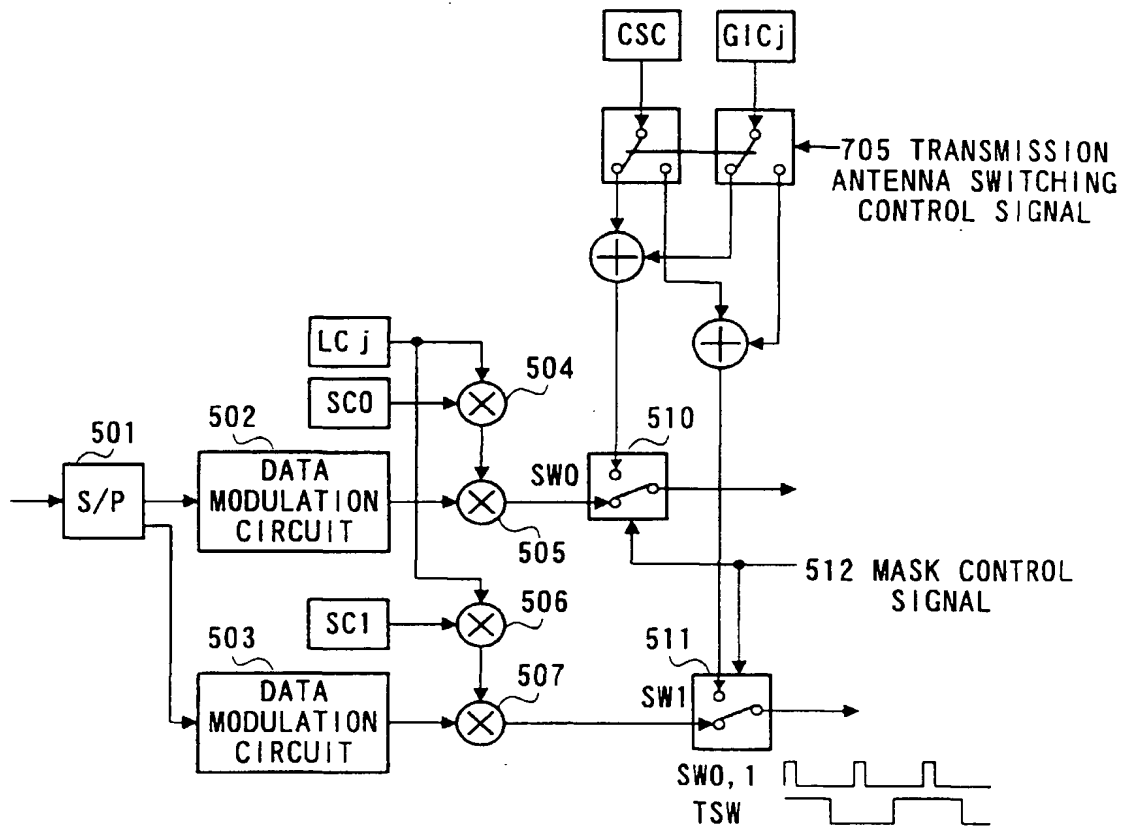 CSC
GICj
705 TRANSMISSION
ANTENNA SWITCHING
CONTROL SIGNAL
LCj
504
SC0
501
502
510
S/P
DATA
MODULATION
CIRCUIT
SW0
505
512 MASK CONTROL
SIGNAL
506
SC1
503
511
507
DATA
MODULATION
CIRCUIT
SW1
SW0,1
TSW